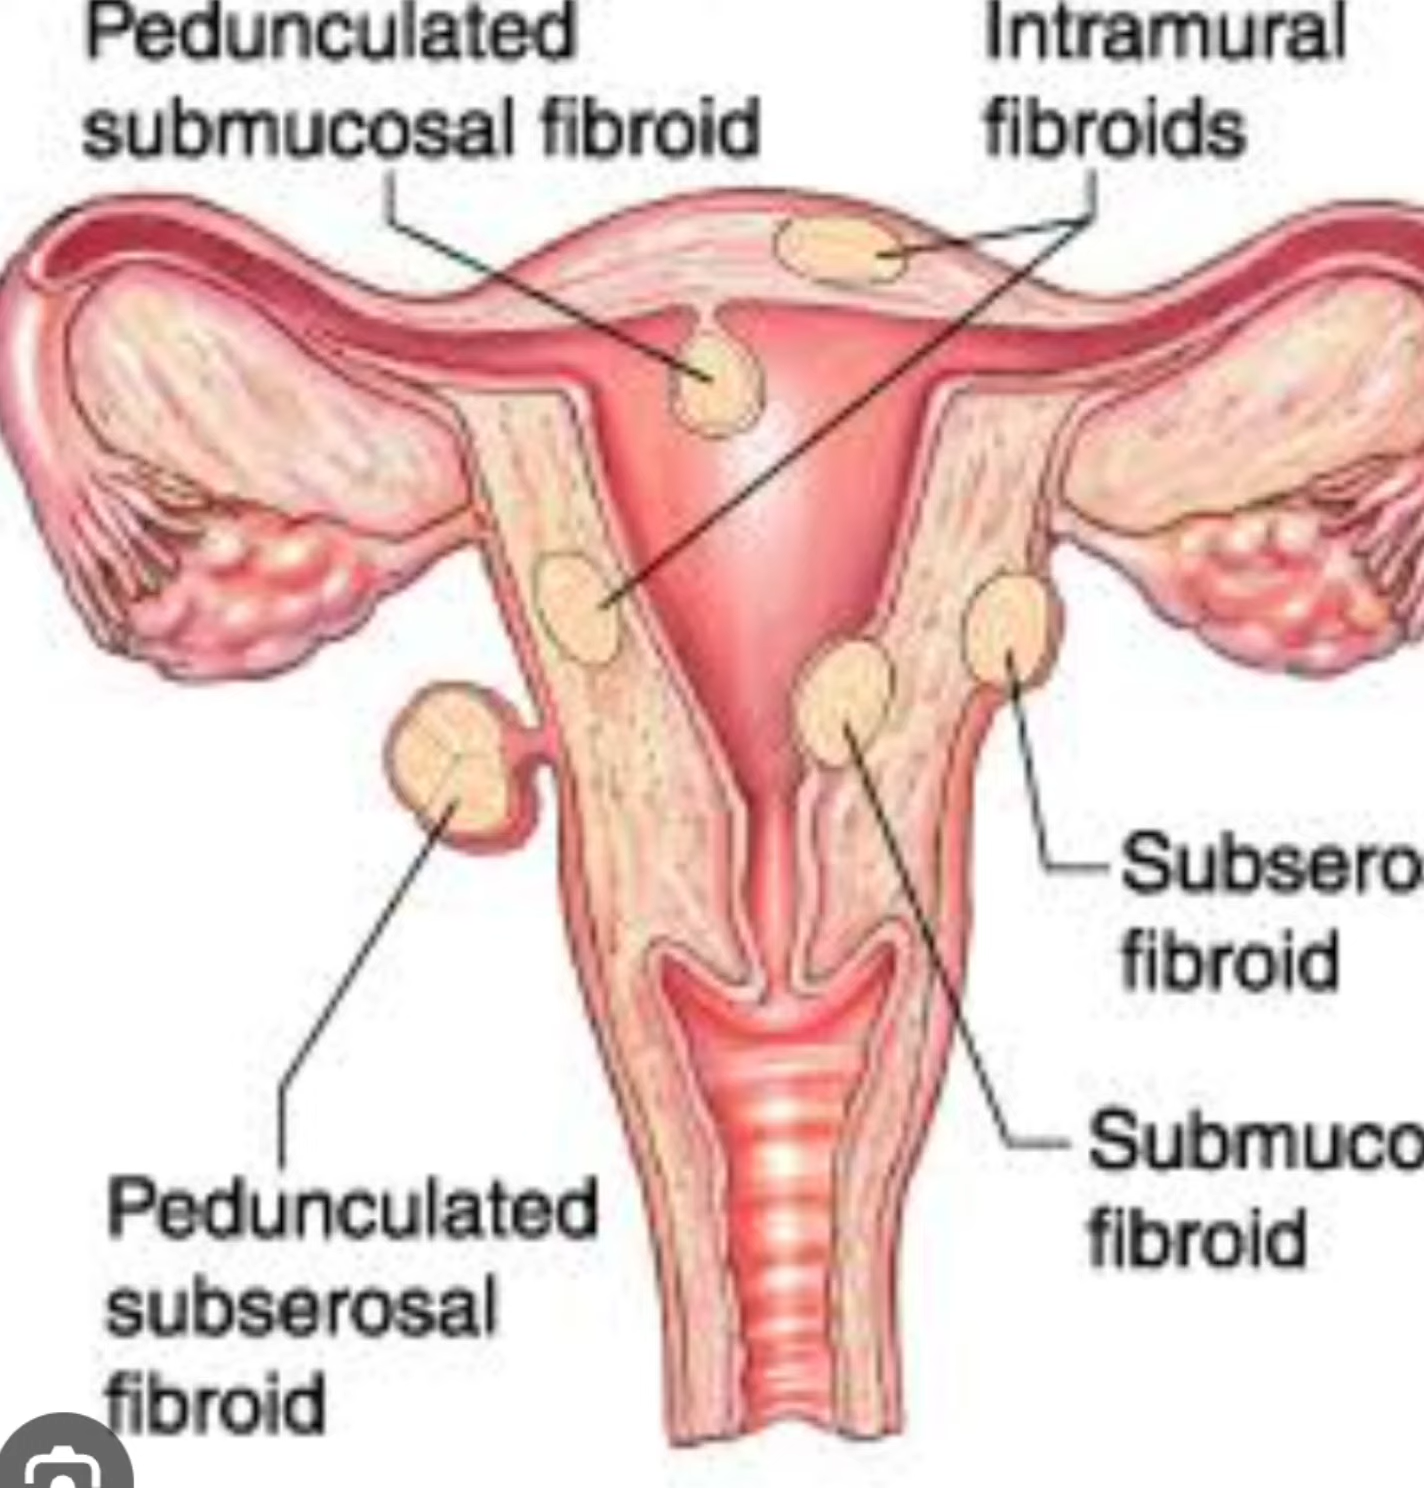 Pedunculated
submucosal fibroid
Intramural
fibroids
Subsero
fibroid
Submuco
fibroid
Pedunculated
subserosal
fibroid